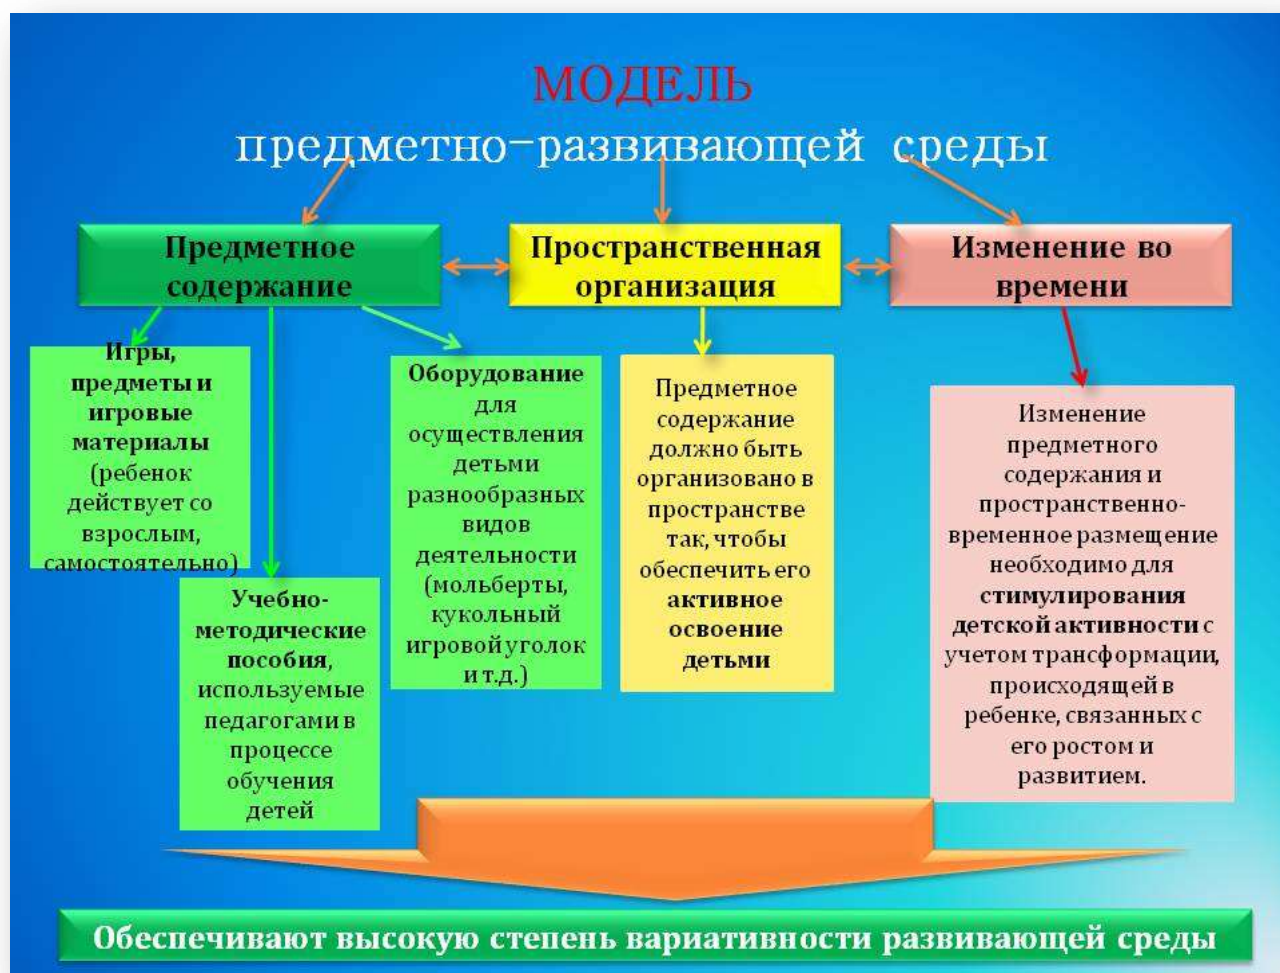 МОДЕЛЬ
предметно-развивающей среды
Предметное
содержание
Пространственная
организация
Изменение во
времени
Игры,
предметы и
игровые
материалы
(ребенок
действует со
взрослым,
самостоятельно)
Учебно-
методические
пособия,
используемые
педагогами в
процессе
обучения
детей
Оборудование
для
осуществления
детьми
разнообразных
видов
деятельности
(мольберты,
кукольный
игровой уголок
и т.д.)
Предметное
содержание
должно быть
организовано в
пространстве
так, чтобы
обеспечить его
активное
освоение
детьми
Изменение
предметного
содержания и
пространственно-
временное размещение
необходимо для
стимулирования
детской активности с
учетом трансформации,
происходящей в
ребенке, связанных с
его ростом и
развитием.
Обеспечивают высокую степень вариативности развивающей среды